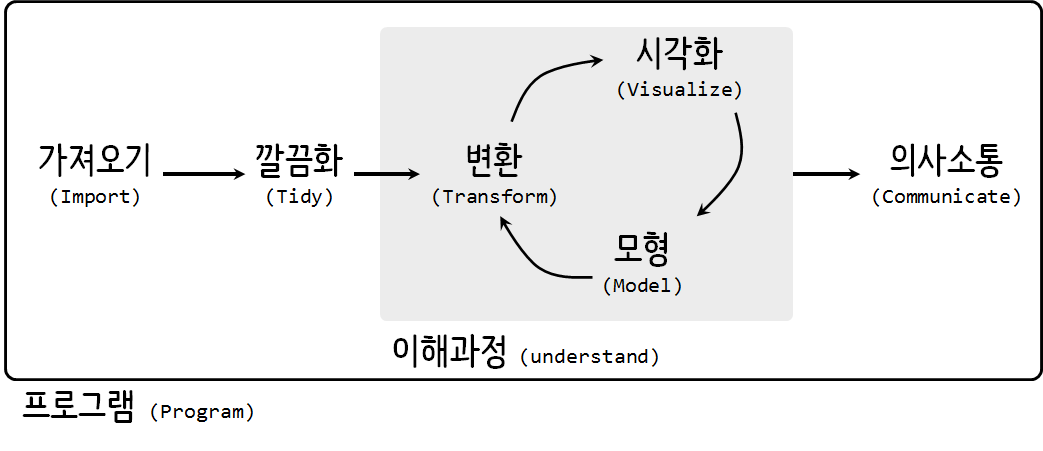 가져오기
(Import)
깔끔화
(Tidy)
변환
(Transform)
시각화
(Visualize)
모형
(Model)
의사소통
(Communicate)
이해과정 (understand)
프로그램 (Program)